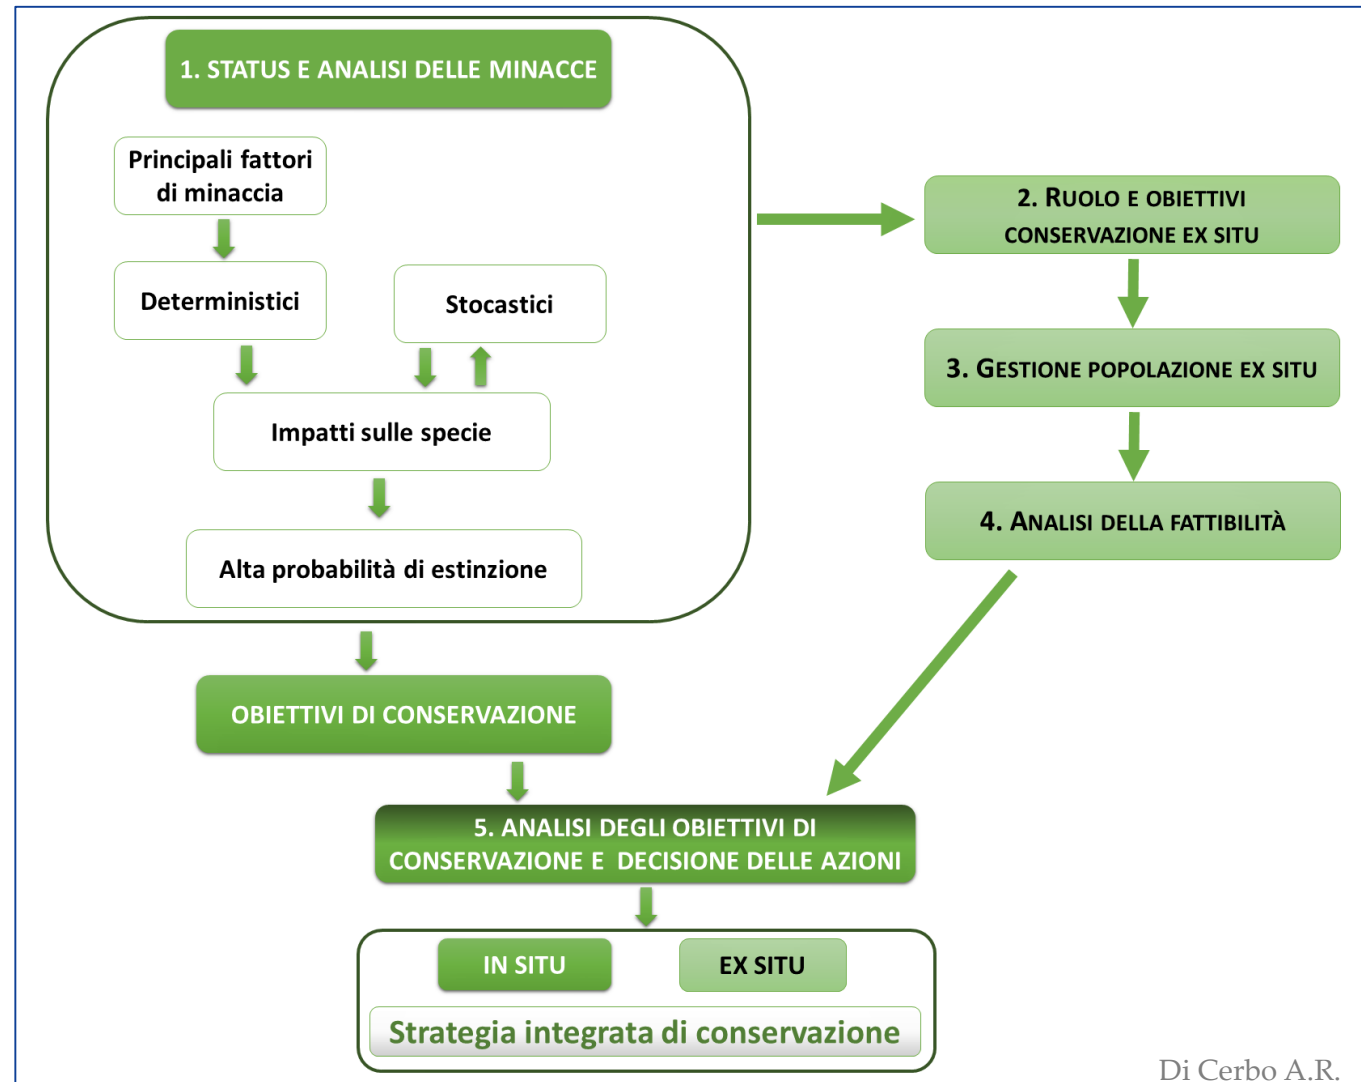 1. STATUS E ANALISI DELLE MINACCE
Principali fattori
di minaccia
Deterministici
Stocastici
Impatti sulle specie
Alta probabilità di estinzione
OBIETTIVI DI CONSERVAZIONE
2. RUOLO E OBIETTIVI
CONSERVAZIONE EX SITU
3. GESTIONE POPOLAZIONE EX SITU
4. ANALISI DELLA FATTIBILITÀ
5. ANALISI DEGLI OBIETTIVI DI
CONSERVAZIONE E DECISIONE DELLE AZIONI
IN SITU
EX SITU
Strategia integrata di conservazione
Di Cerbo A.R.